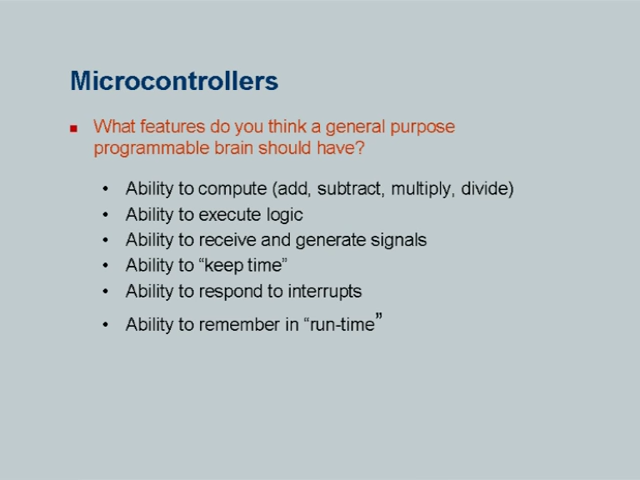 Microcontrollers
What features do you think a general purpose
programmable brain should have?
• Ability to compute (add, subtract, multiply, divide)
• Ability to execute logic
• Ability to receive and generate signals
• Ability to “keep time”
• Ability to respond to interrupts
• Ability to remember in “run-time”